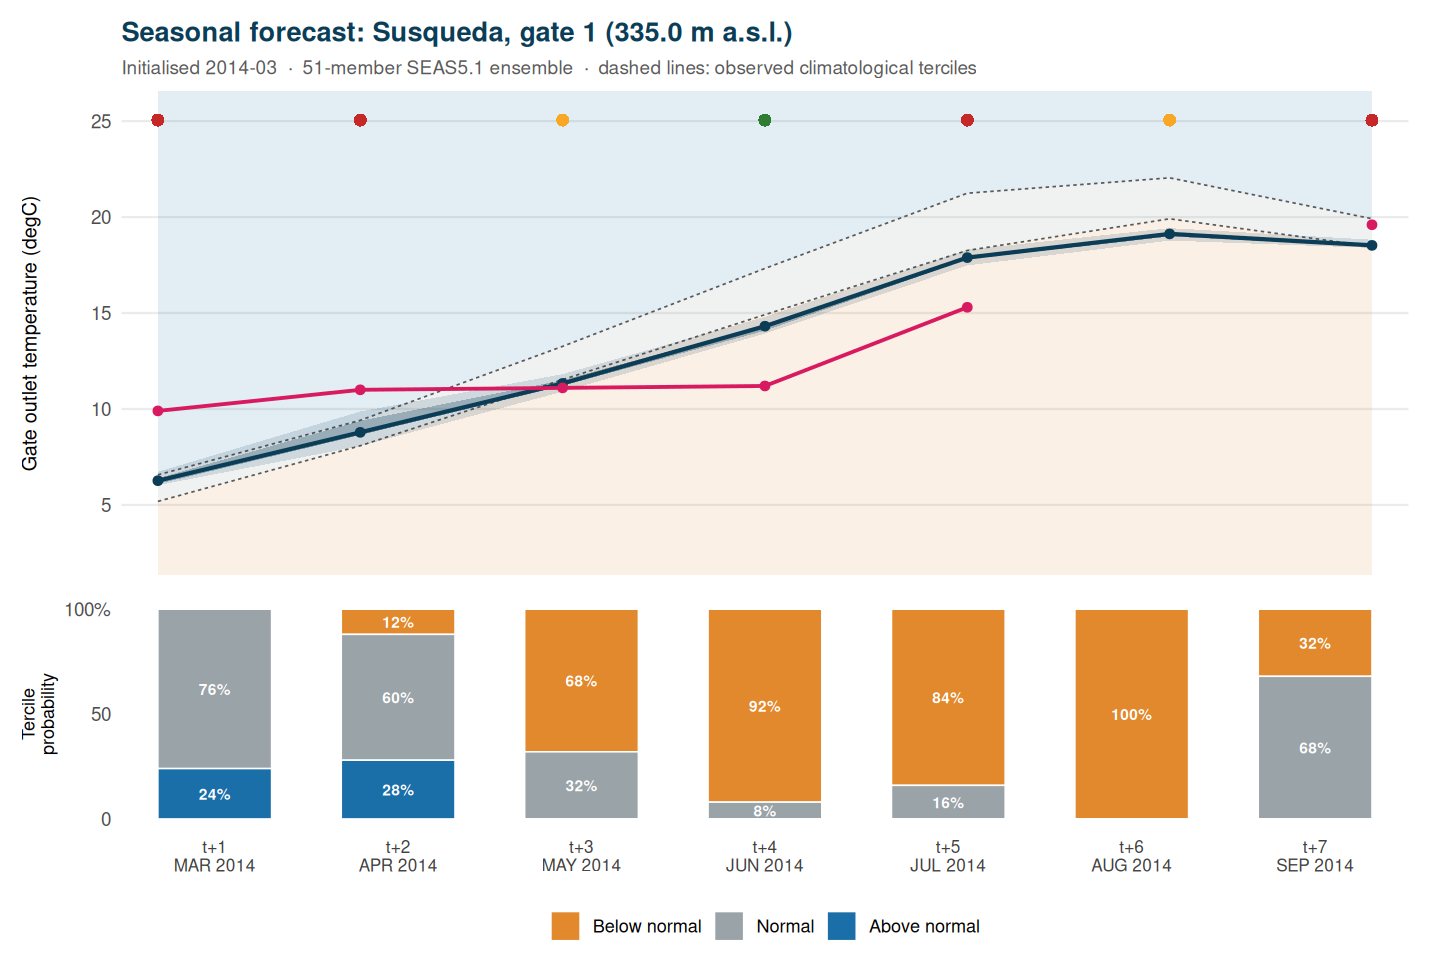 Seasonal forecast: Susqueda, gate 1 (335.0 m a.s.l.)
Initialised 2014-03 · 51-member SEAS5.1 ensemble · dashed lines: observed climatological terciles
Gate outlet temperature (degC)
25
20
15
10
5
Tercile
probability
100%
50
0
76%
24%
12%
60%
28%
68%
32%
92%
8%
84%
16%
100%
32%
68%
t+1
MAR 2014
t+2
APR 2014
t+3
MAY 2014
t+4
JUN 2014
t+5
JUL 2014
t+6
AUG 2014
t+7
SEP 2014
Below normal
Normal
Above normal